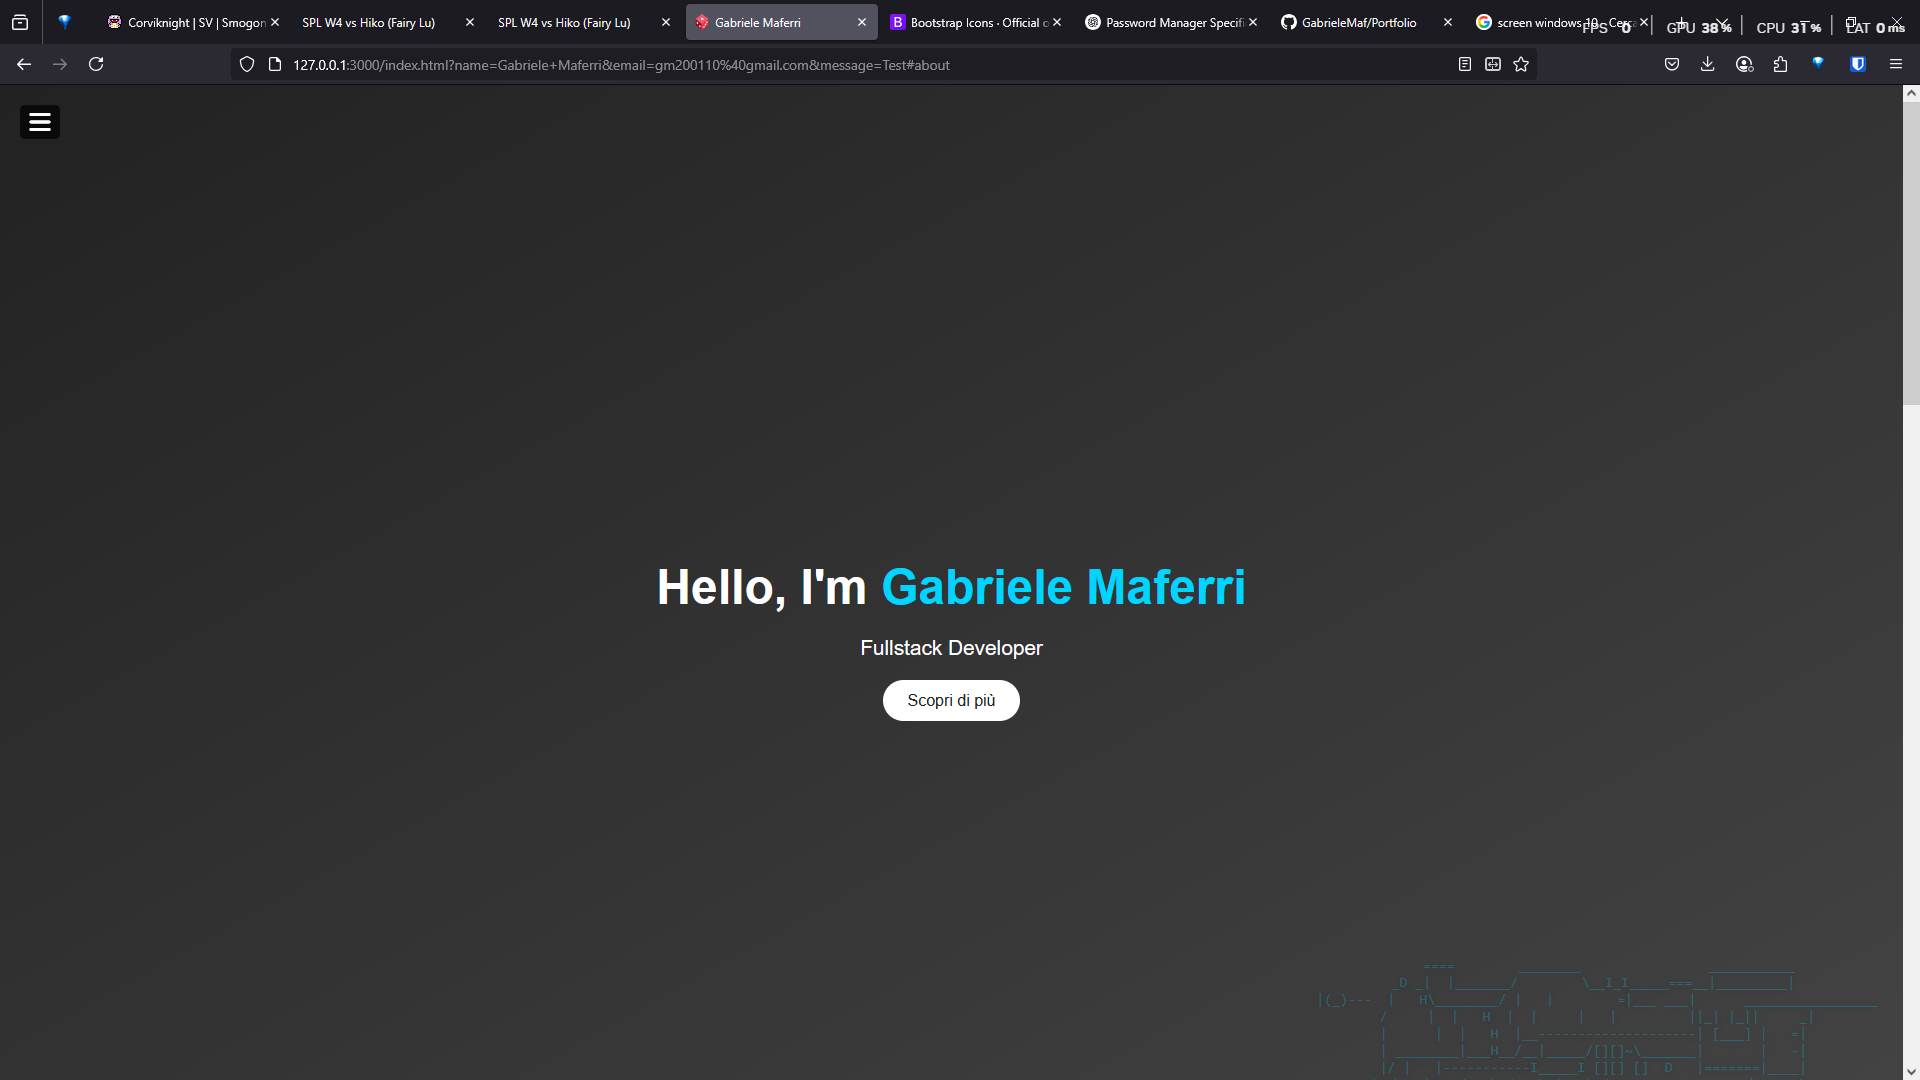 Corviknight | SV | Smogon
SPL W4 vs Hiko (Fairy Lu)
SPL W4 vs Hiko (Fairy Lu)
Gabriele Maferri
Bootstrap Icons · Official o
Password Manager Specifi
GabrieleMaf/Portfolio
screen windows 10 - Cerca
FPS 0
GPU 38%
CPU 31%
LAT 0 ms
127.0.0.1:3000/index.html?name=Gabriele+Maferri&email=gm200110%40gmail.com&message=Test#about
Hello, I'm Gabriele Maferri
Fullstack Developer
Scopri di più